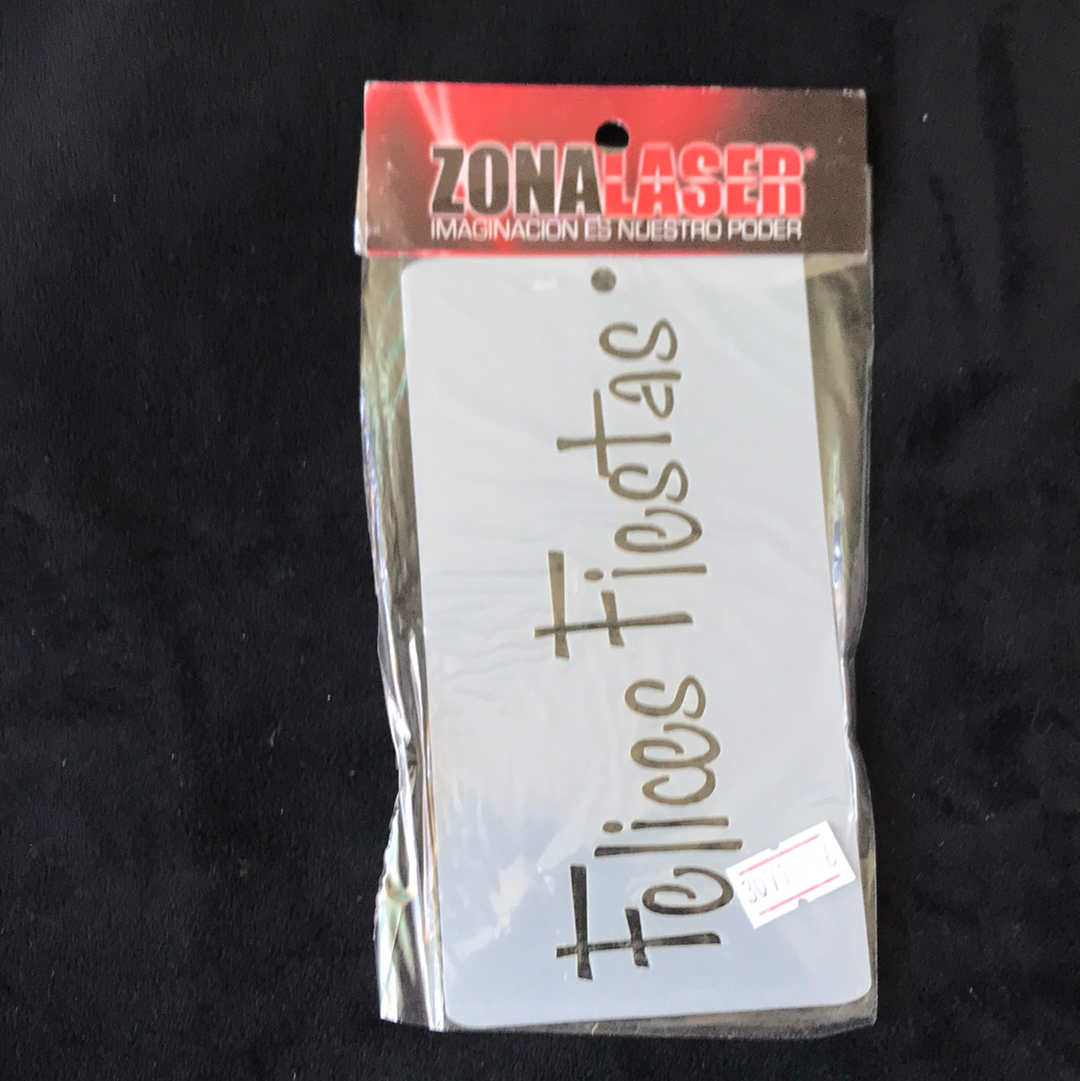 ZONALASER
IMAGINACION ES NUESTRO PODER
Felices Fiestas